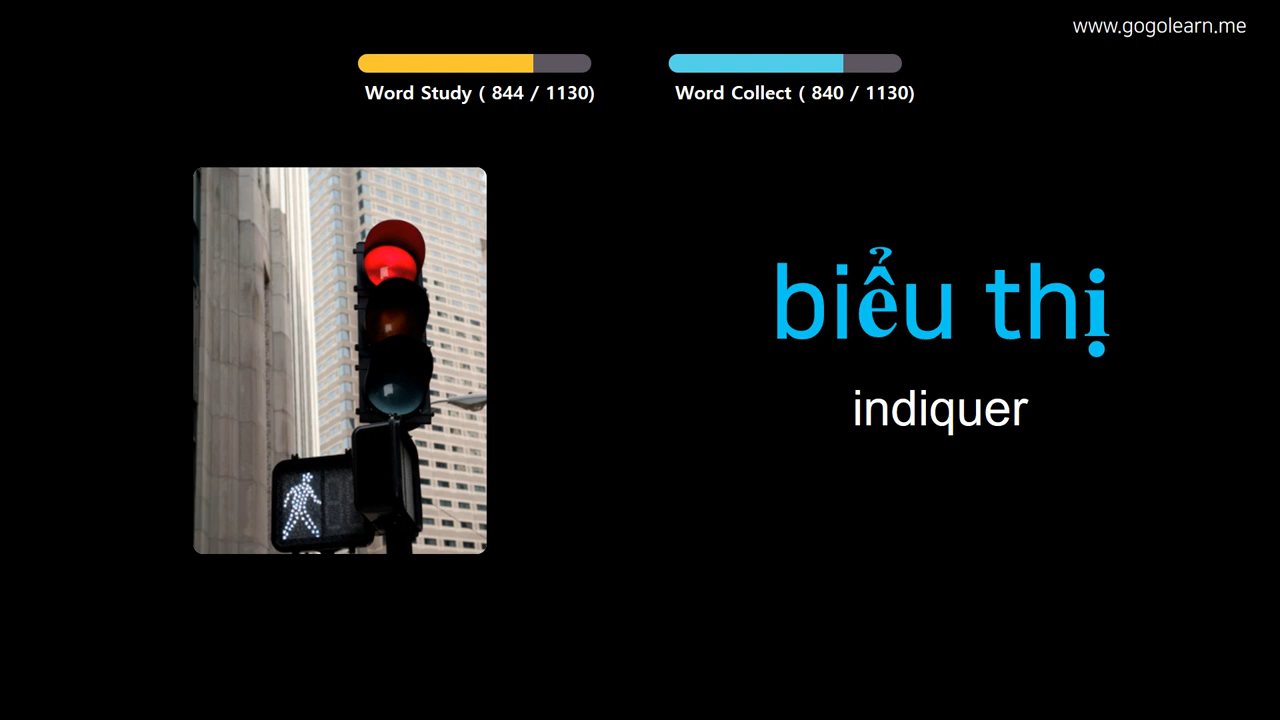 www.gogolearn.me
Word Study ( 844 / 1130)
Word Collect ( 840 / 1130)
biểu thị
indiquer